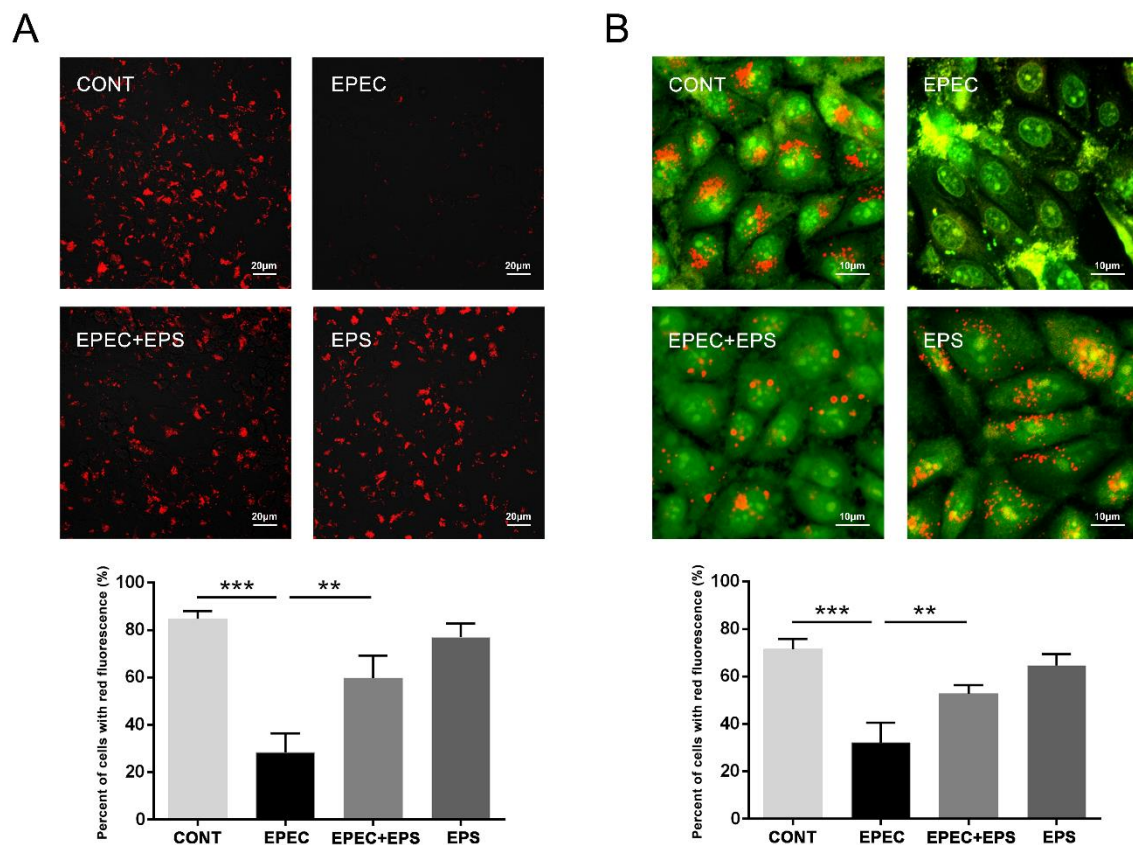 A
CONT
20μm
EPEC
20μm
EPEC+EPS
20μm
EPS
20μm
Percent of cells with red fluorescence (%)
100
80
60
40
20
0
***
**
CONT
EPEC
EPEC+EPS
EPS
B
CONT
10μm
EPEC
10μm
EPEC+EPS
10μm
EPS
10μm
Percent of cells with red fluorescence (%)
100
80
60
40
20
0
***
**
CONT
EPEC
EPEC+EPS
EPS